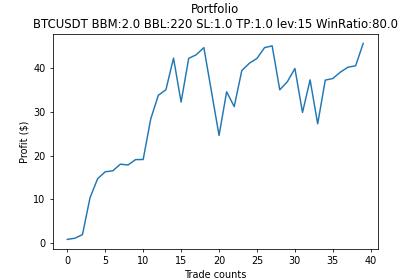 Portfolio
BTCUSDT BBM:2.0 BBL:220 SL:1.0 TP:1.0 lev:15 WinRatio:80.0
40
30
20
10
0
Profit ($)
0 5 10 15 20 25 30 35 40
Trade counts